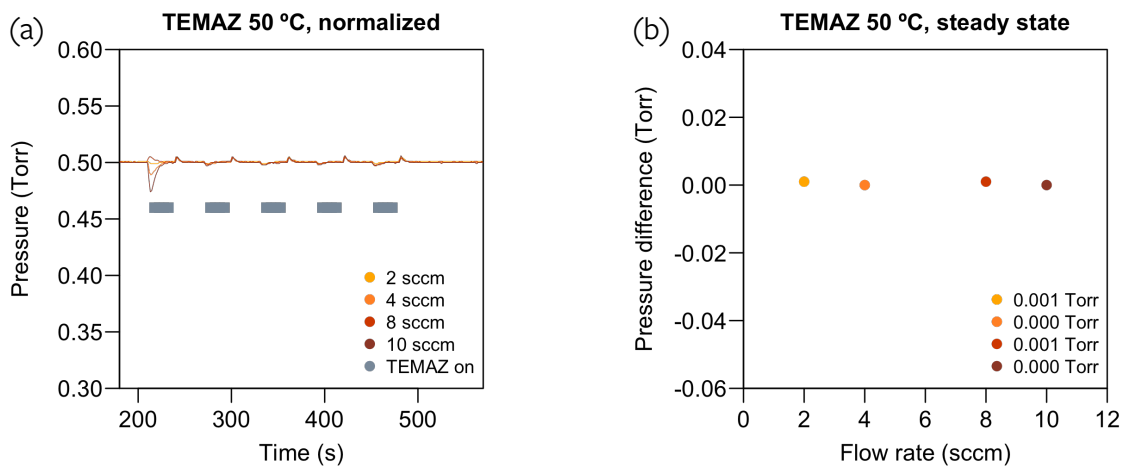 (a)
TEMAZ 50 ºC, normalized
Pressure (Torr)
0.60
0.55
0.50
0.45
0.40
0.35
0.30
2 sccm
4 sccm
8 sccm
10 sccm
TEMAZ on
200
300
400
500
Time (s)
(b)
TEMAZ 50 ºC, steady state
Pressure difference (Torr)
0.04
0.02
0.00
-0.02
-0.04
-0.06
0.001 Torr
0.000 Torr
0.001 Torr
0.000 Torr
0
2
4
6
8
10
12
Flow rate (sccm)